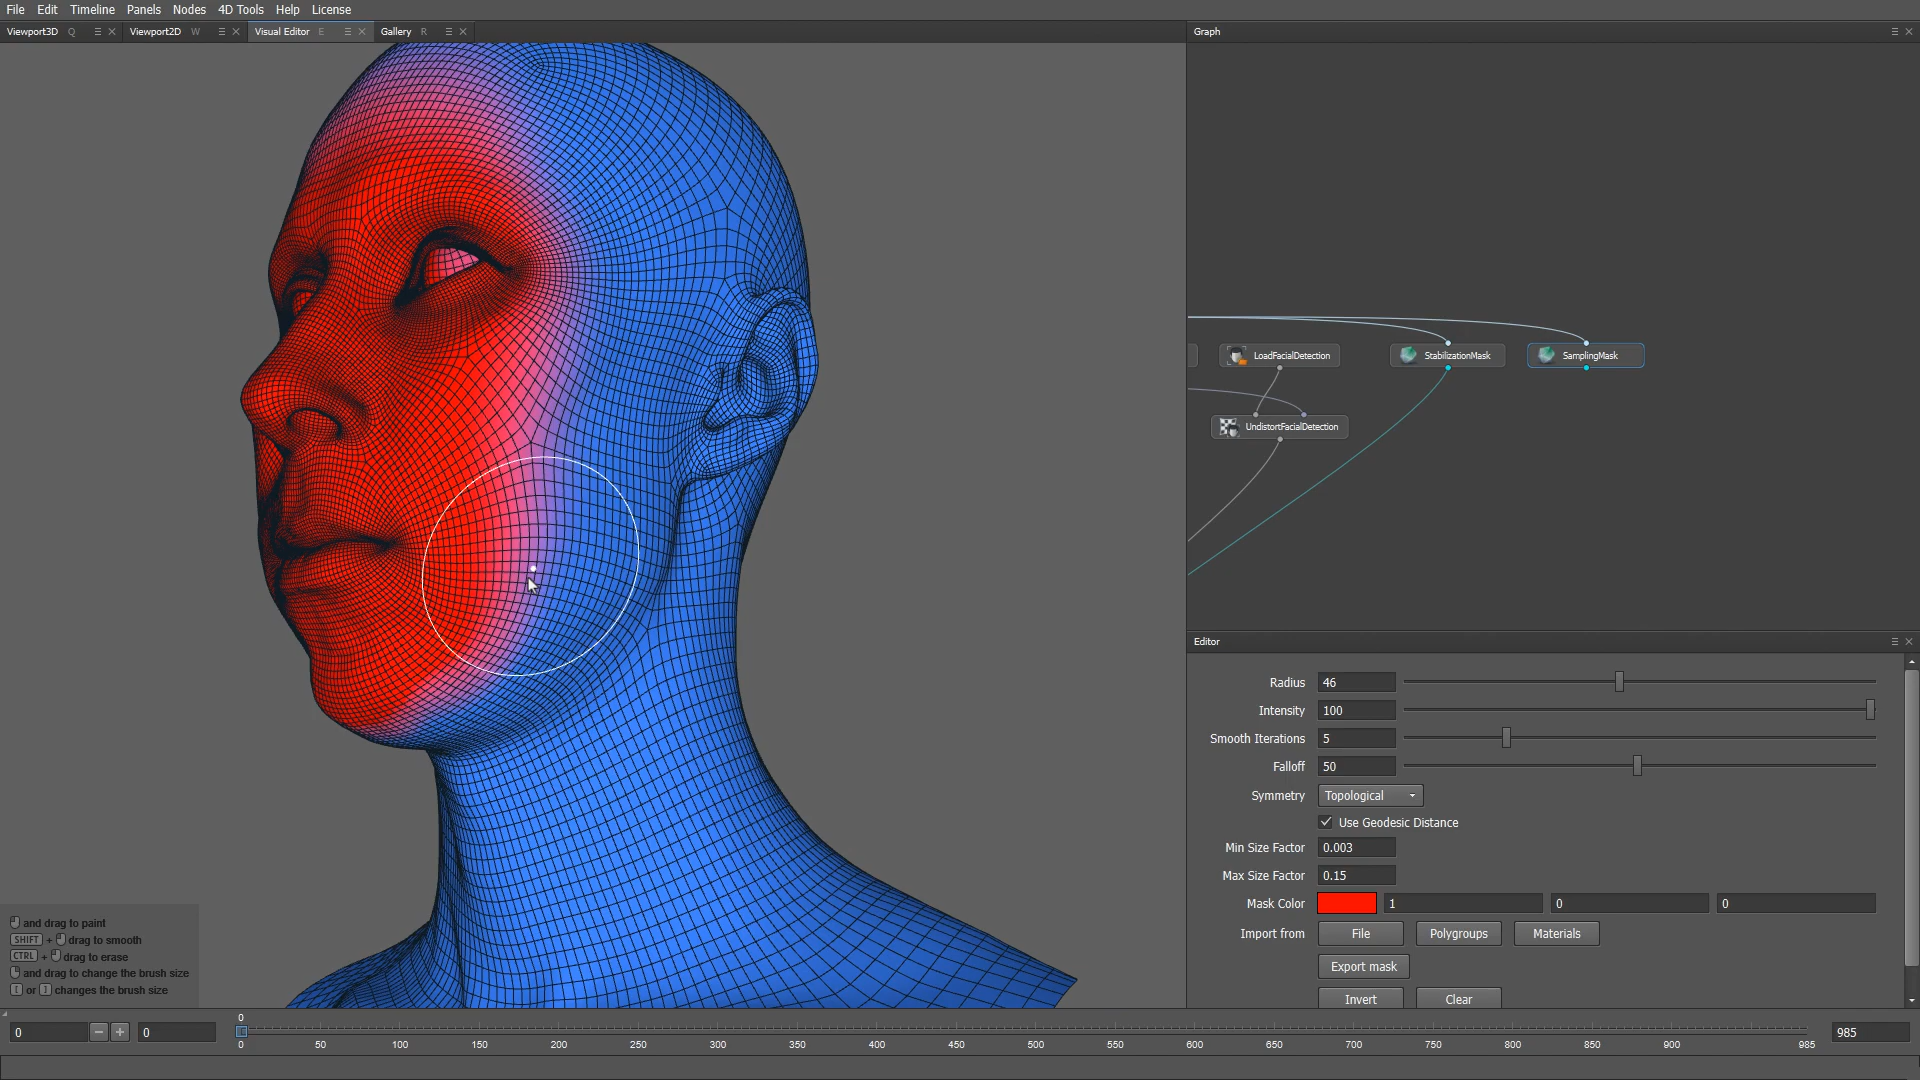 File Edit Timeline Panels Nodes 4D Tools Help License
Viewport3D Q Viewport2D W Visual Editor E Gallery R
Graph
LoadFacialDetection StabilizationMask SamplingMask
UndistortFacialDetection
Editor
Radius 46
Intensity 100
Smooth Iterations 5
Falloff 50
Symmetry Topological
Use Geodesic Distance
Min Size Factor 0.003
Max Size Factor 0.15
Mask Color 1 0 0
Import from File Polygroups Materials
Export mask
Invert Clear
and drag to paint
SHIFT + drag to smooth
CTRL + drag to erase
and drag to change the brush size
[ or ] changes the brush size
0
0 − + 0 985
0 50 100 150 200 250 300 350 400 450 500 550 600 650 700 750 800 850 900 985